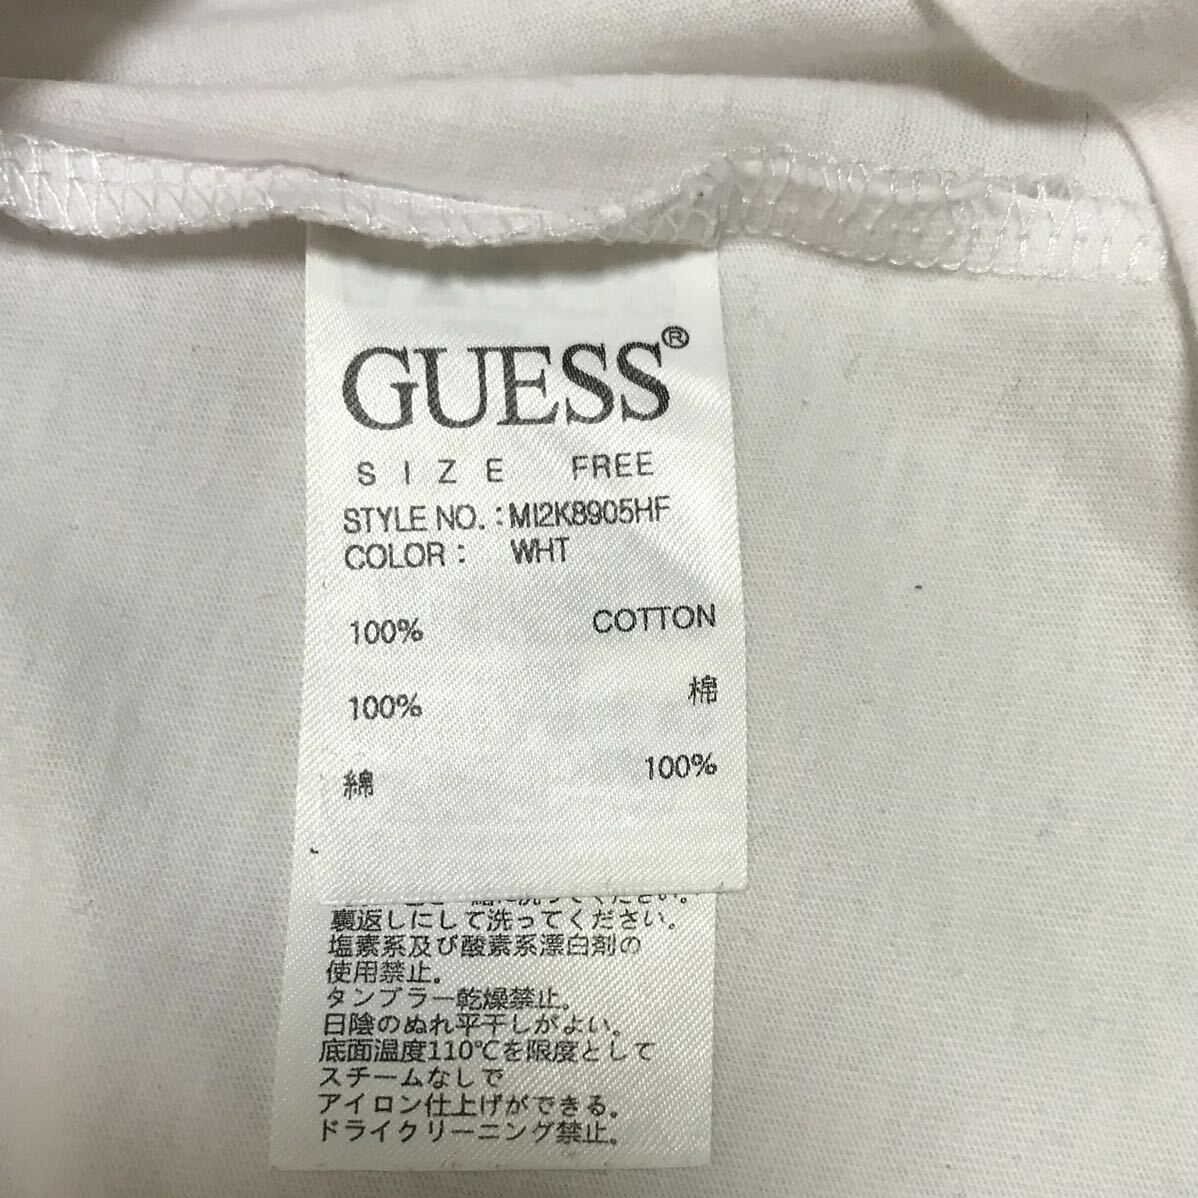 GUESS®
SIZE FREE
STYLE NO.: MI2K8905HF
COLOR: WHT
100% COTTON
100% 棉
綿 100%
裏返しにして洗ってください。
塩素系及び酸素系漂白剤の
使用禁止。
タンブラー乾燥禁止。
日陰のぬれ平干しがよい。
底面温度110℃を限度として
スチームなしで
アイロン仕上げができる。
ドライクリーニング禁止。